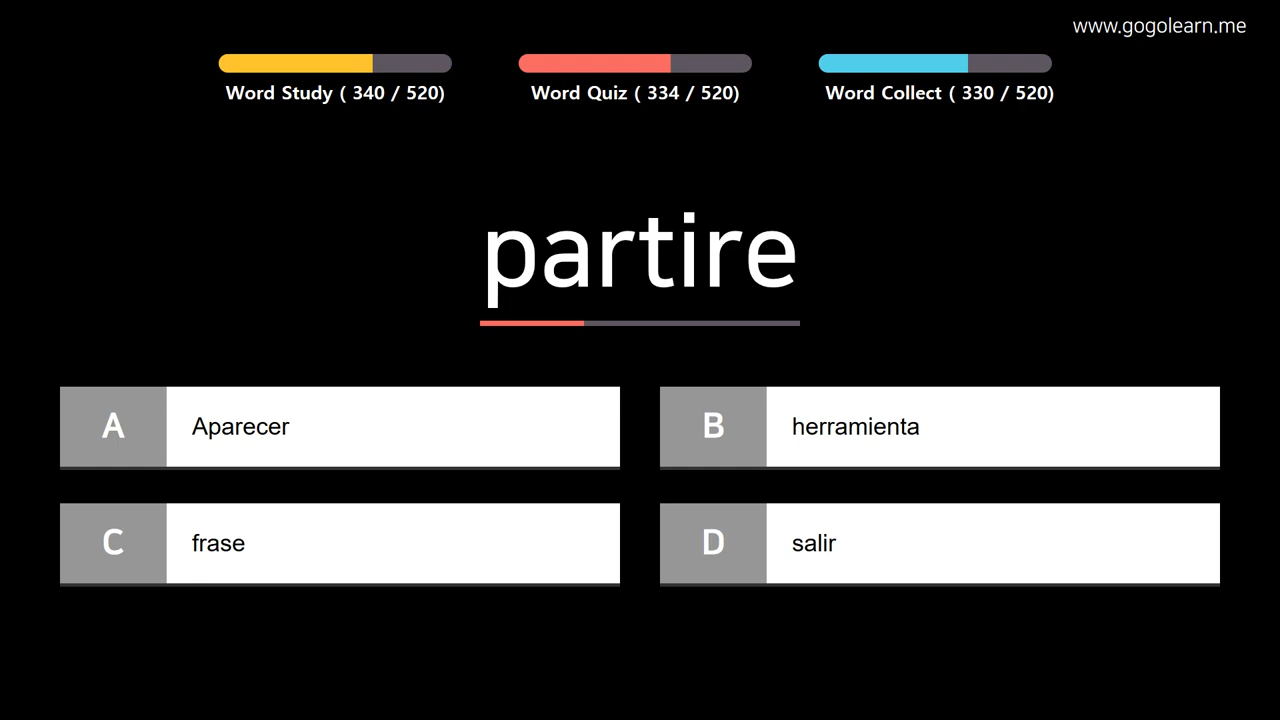 www.gogolearn.me
Word Study ( 340 / 520)
Word Quiz ( 334 / 520)
Word Collect ( 330 / 520)
partire
A Aparecer
B herramienta
C frase
D salir